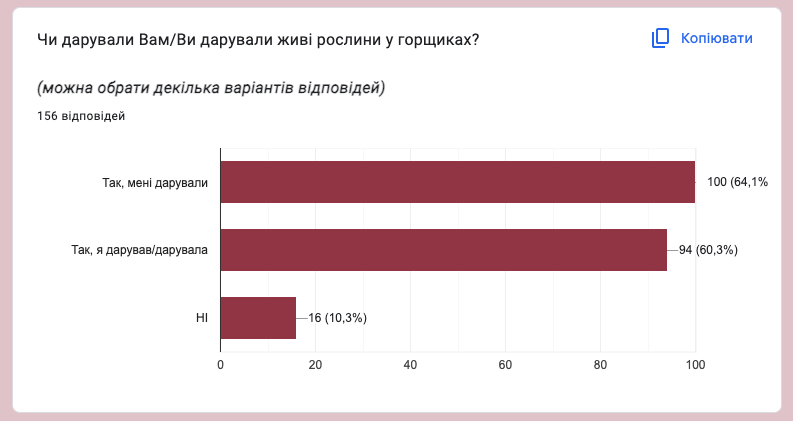 Чи дарували Вам/Ви дарували живі рослини у горщиках?
Копіювати
(можна обрати декілька варіантів відповідей)
156 відповідей
Так, мені дарували
100 (64,1%
Так, я дарував/дарувала
94 (60,3%)
НІ
16 (10,3%)
0 20 40 60 80 100